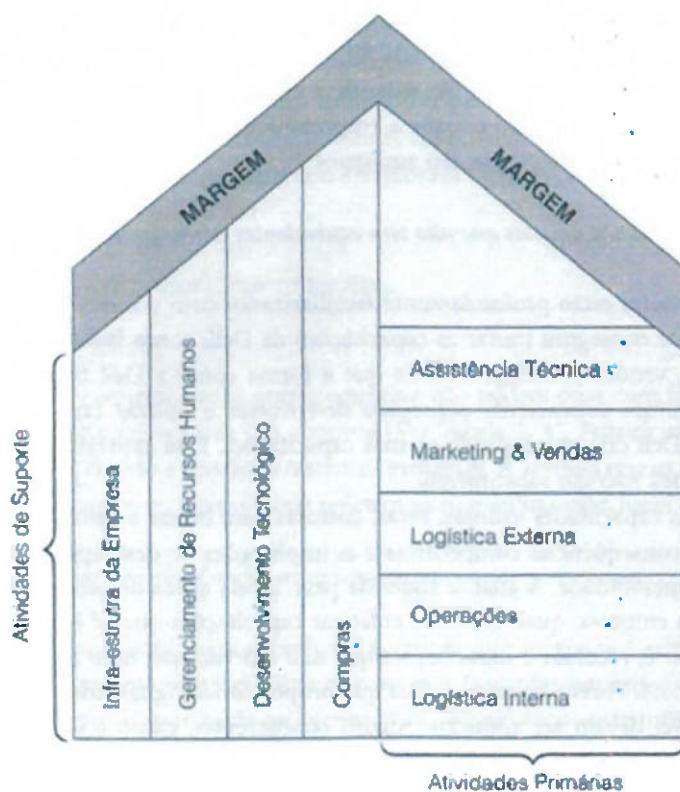 MARGEM
MARGEM
Assistência Técnica
Marketing & Vendas
Logística Externa
Operações
Logística Interna
Infra-estrutura da Empresa
Gerenciamento de Recursos Humanos
Desenvolvimento Tecnológico
Compras
Atividades de Suporte
Atividades Primárias